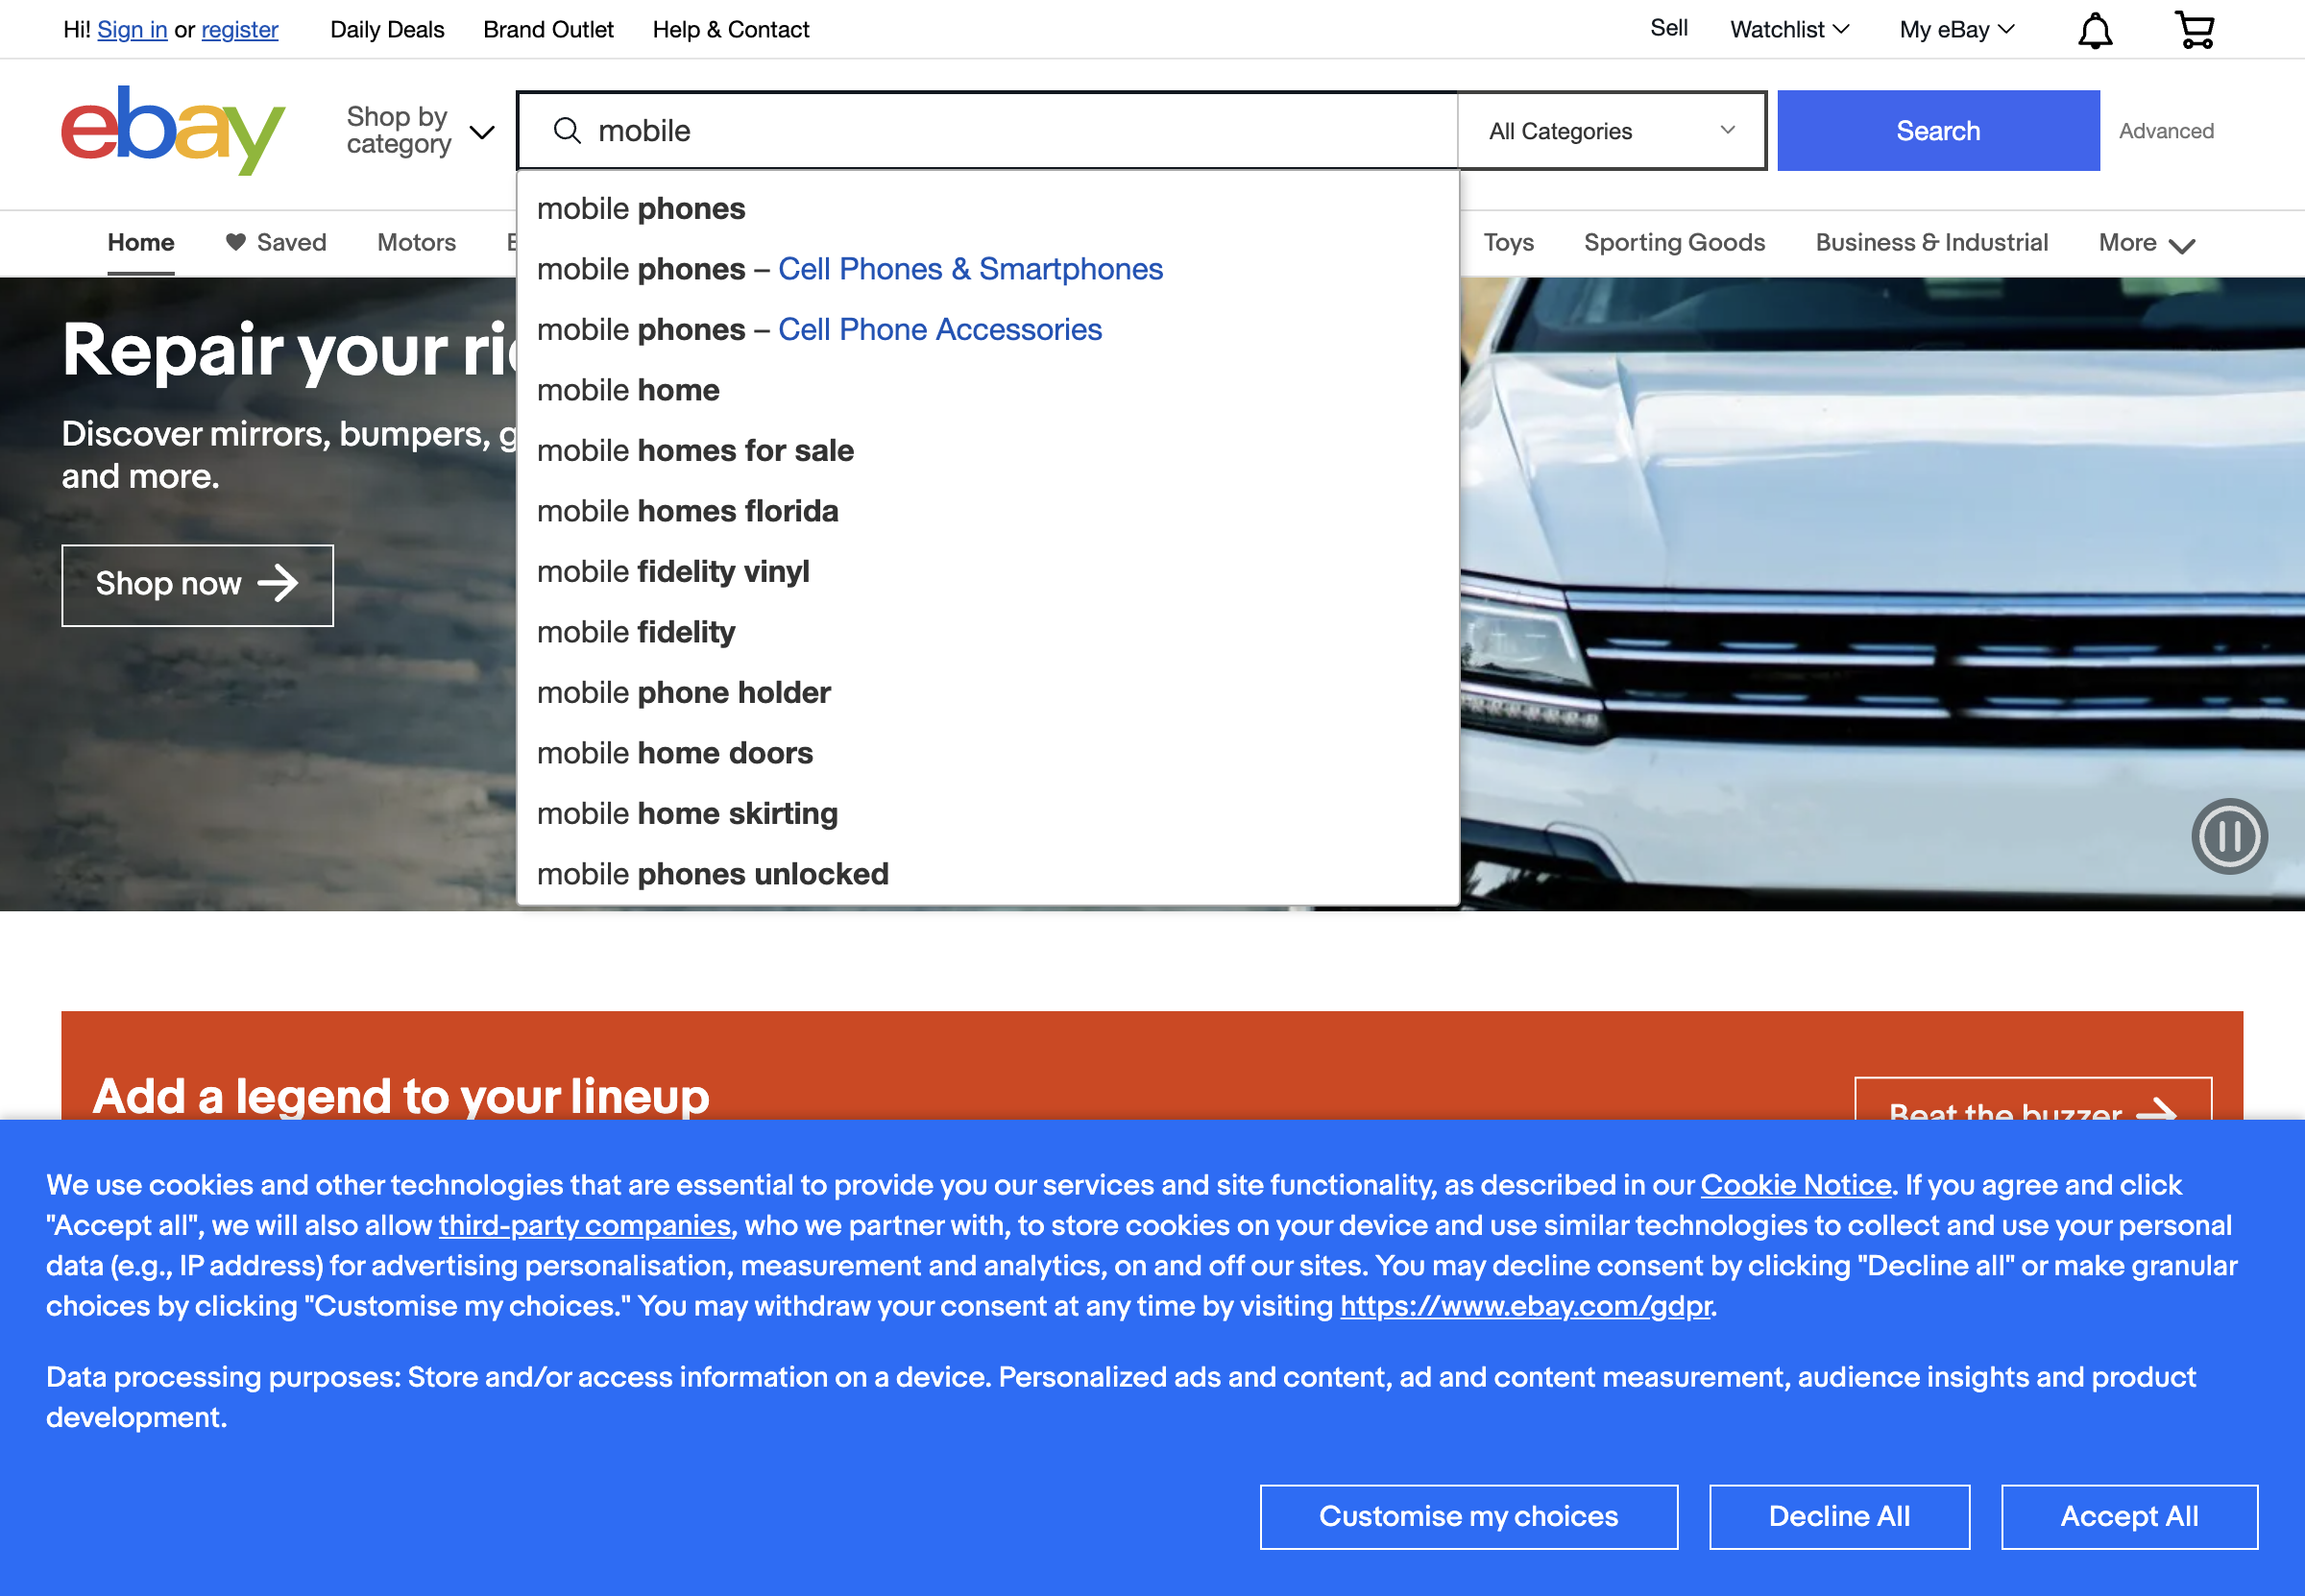 Hi! Sign in or register
Daily Deals
Brand Outlet
Help & Contact
Sell
Watchlist
My eBay
ebay
Shop by
category
mobile
All Categories
Search
Advanced
Home
Saved
Motors
Toys
Sporting Goods
Business & Industrial
More
mobile phones
mobile phones – Cell Phones & Smartphones
mobile phones – Cell Phone Accessories
mobile home
mobile homes for sale
mobile homes florida
mobile fidelity vinyl
mobile fidelity
mobile phone holder
mobile home doors
mobile home skirting
mobile phones unlocked
Repair your
Discover mirrors, bumpers,
and more.
Shop now
Add a legend to your lineup
Beat the buzzer
We use cookies and other technologies that are essential to provide you our services and site functionality, as described in our Cookie Notice. If you agree and click
"Accept all", we will also allow third-party companies, who we partner with, to store cookies on your device and use similar technologies to collect and use your personal
data (e.g., IP address) for advertising personalisation, measurement and analytics, on and off our sites. You may decline consent by clicking "Decline all" or make granular
choices by clicking "Customise my choices." You may withdraw your consent at any time by visiting https://www.ebay.com/gdpr.
Data processing purposes: Store and/or access information on a device. Personalized ads and content, ad and content measurement, audience insights and product
development.
Customise my choices
Decline All
Accept All